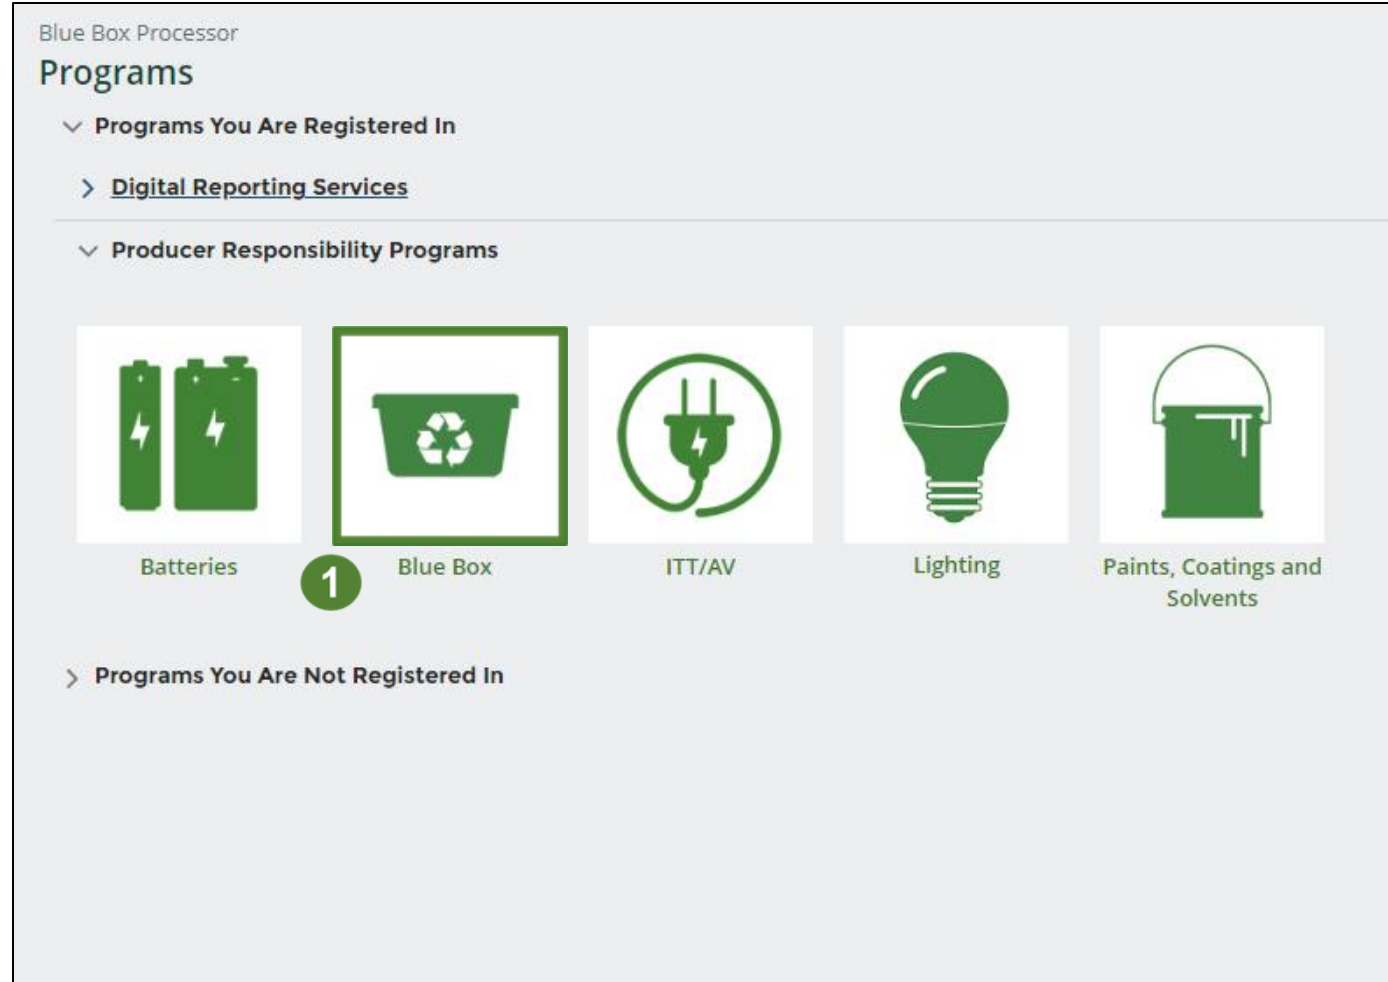 Blue Box Processor
Programs
Programs You Are Registered In
Digital Reporting Services
Producer Responsibility Programs
Batteries
1
Blue Box
ITT/AV
Lighting
Paints, Coatings and
Solvents
Programs You Are Not Registered In